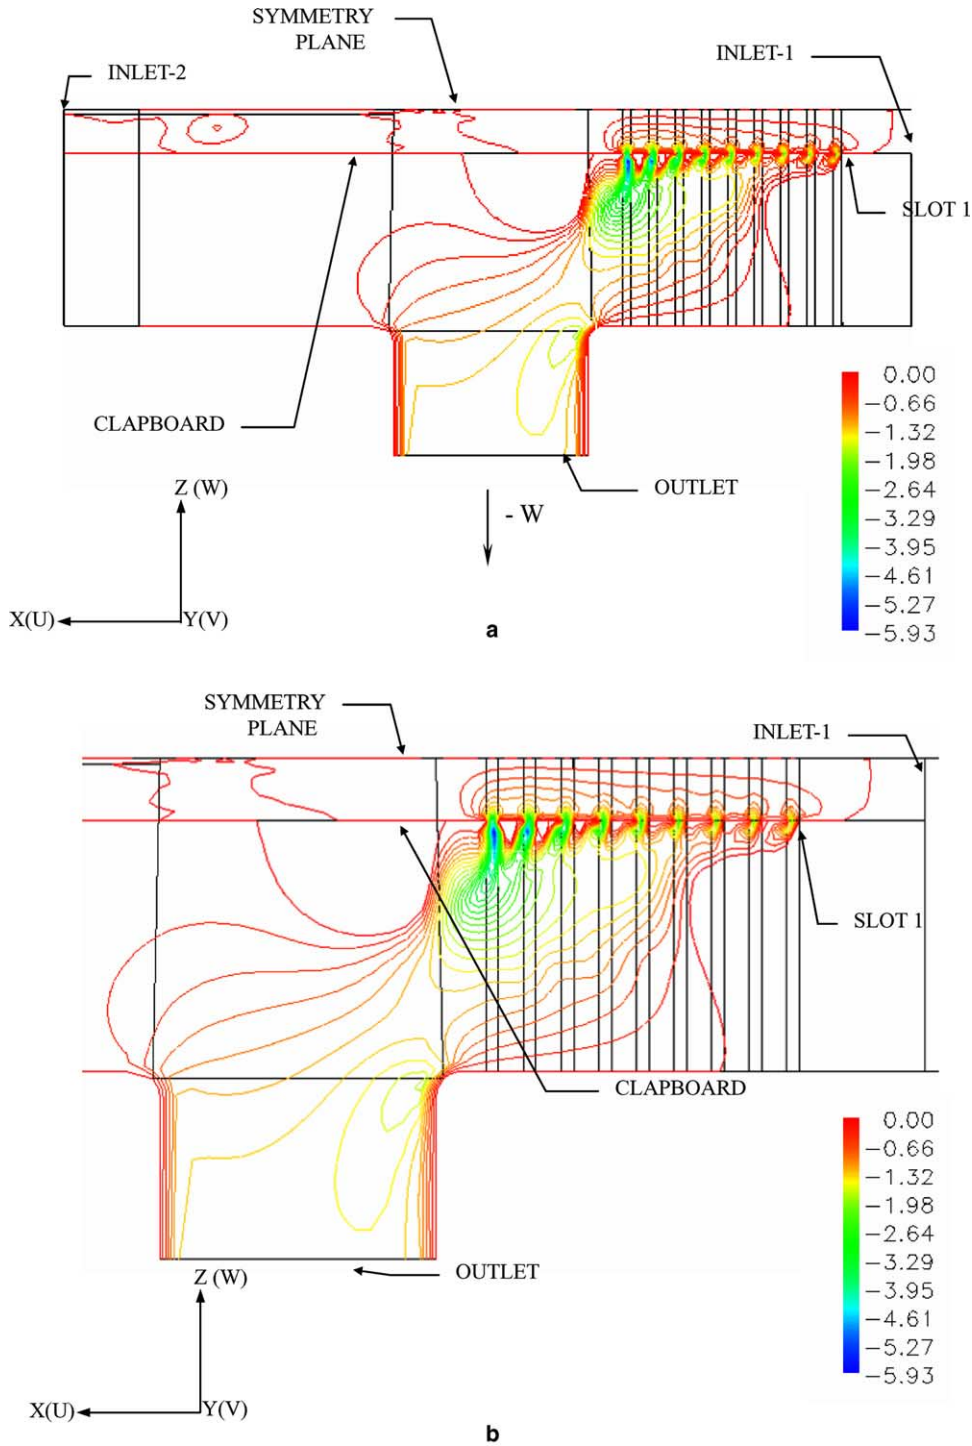 SYMMETRY
PLANE
INLET-1
INLET-2
SLOT 1
CLAPBOARD
0.00
-0.66
-1.32
-1.98
-2.64
-3.29
-3.95
-4.61
-5.27
-5.93
OUTLET
Z (W)
- W
X(U)
Y(V)
a
SYMMETRY
PLANE
INLET-1
SLOT 1
CLAPBOARD
0.00
-0.66
-1.32
-1.98
-2.64
-3.29
-3.95
-4.61
-5.27
-5.93
OUTLET
Z (W)
X(U)
Y(V)
b